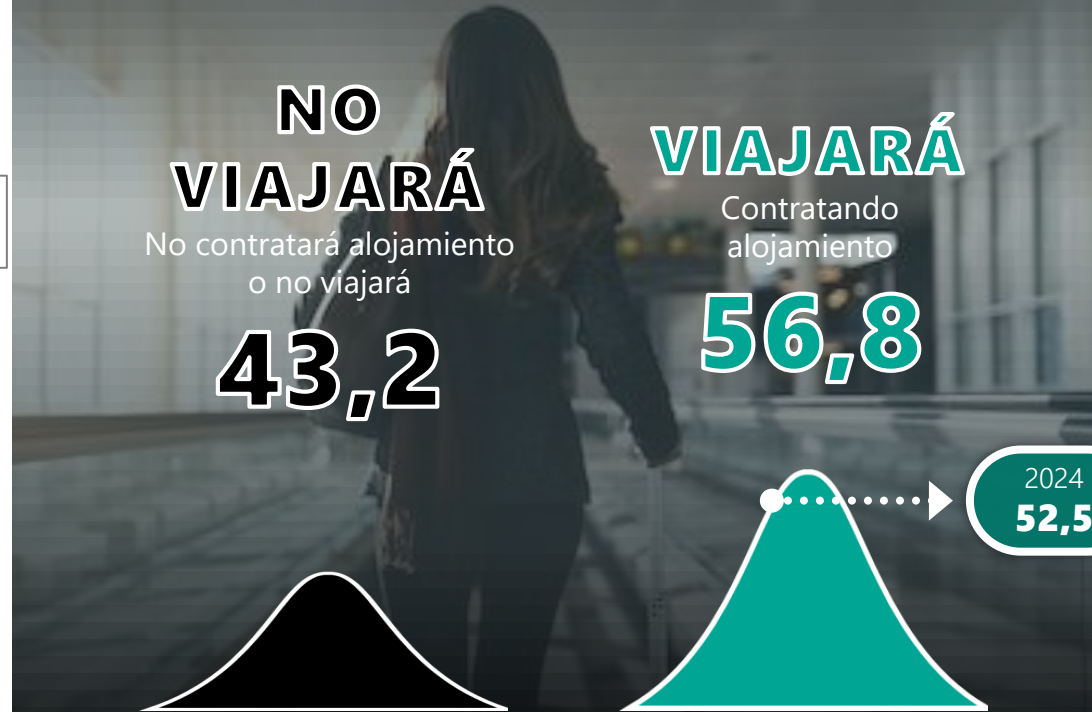 NO
VIAJARÁ
No contratará alojamiento
o no viajará
43,2
VIAJARÁ
Contratando
alojamiento
56,8
2024
52,5